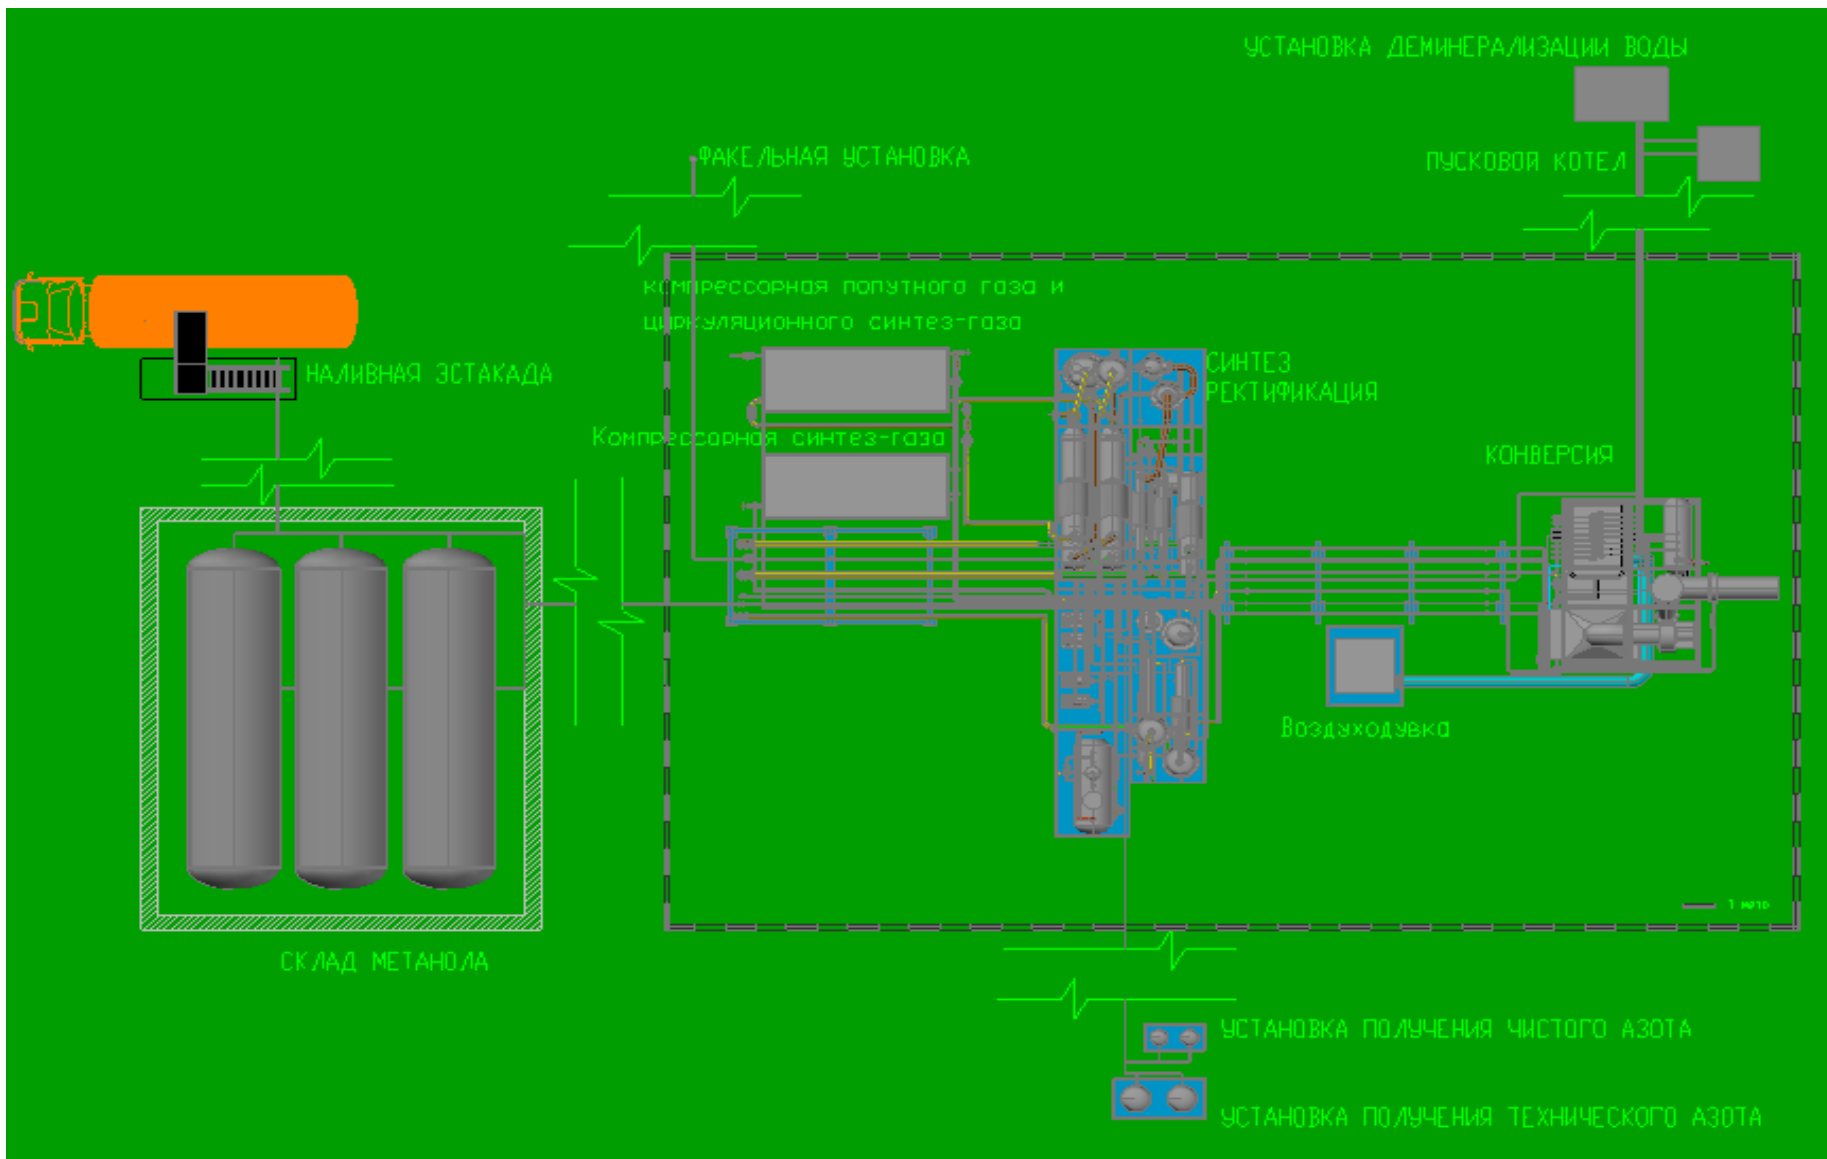 УСТАНОВКА ДЕМИНЕРАЛИЗАЦИИ ВОДЫ
ФАКЕЛЬНАЯ УСТАНОВКА
ПУСКОВОЙ КОТЕЛ
компрессорная попутного газа и
циркуляционного синтез-газа
НАЛИВНАЯ ЭСТАКАДА
СИНТЕЗ
РЕКТИФИКАЦИЯ
Компрессорная синтез-газа
КОНВЕРСИЯ
Воздуходувка
СКЛАД МЕТАНОЛА
УСТАНОВКА ПОЛУЧЕНИЯ ЧИСТОГО АЗОТА
УСТАНОВКА ПОЛУЧЕНИЯ ТЕХНИЧЕСКОГО АЗОТА